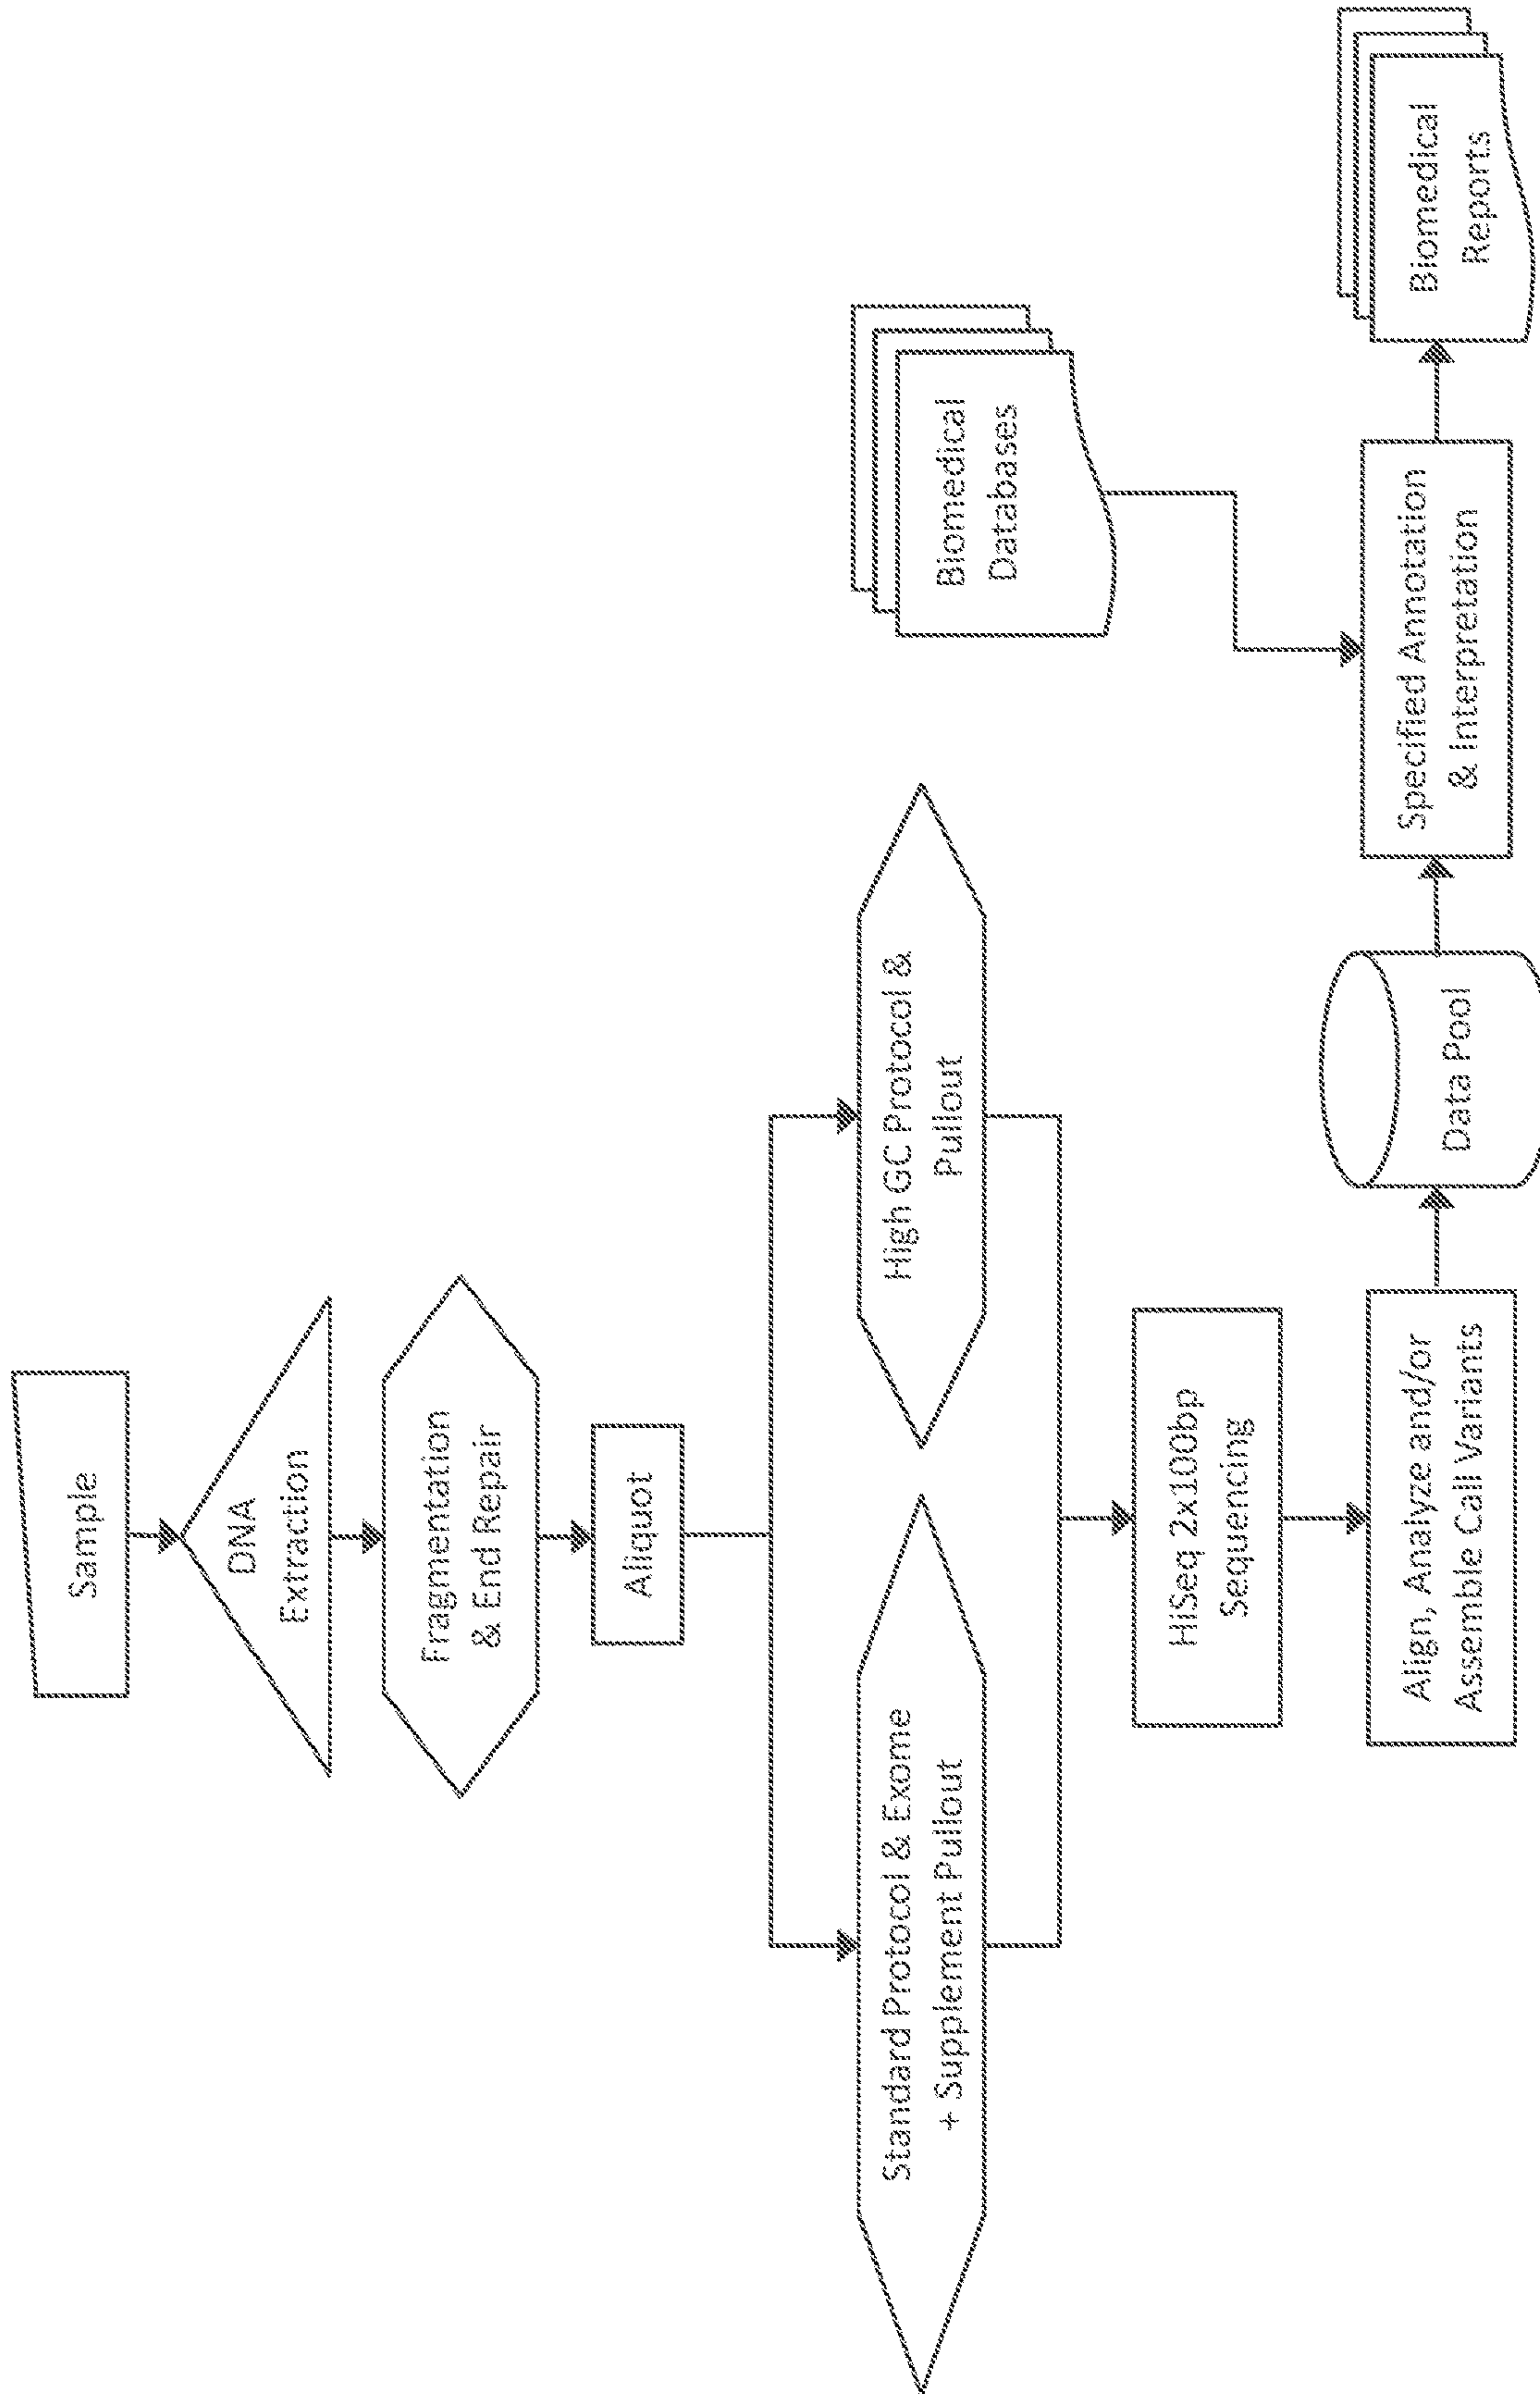 Sample
DNA
Extraction
Fragmentation
& End Repair
Aliquot
Standard Protocol & Exome
+ Supplement Pullout
High GC Protocol &
Pullout
HiSeq 2x100bp
Sequencing
Align, Analyze and/or
Assemble Call Variants
Data Pool
Biomedical
Databases
Specified Annotation
& Interpretation
Biomedical
Reports